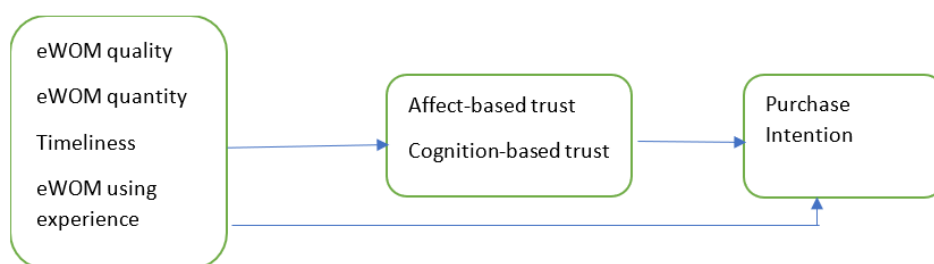 eWOM quality
eWOM quantity
Timeliness
eWOM using
experience
Affect-based trust
Cognition-based trust
Purchase
Intention